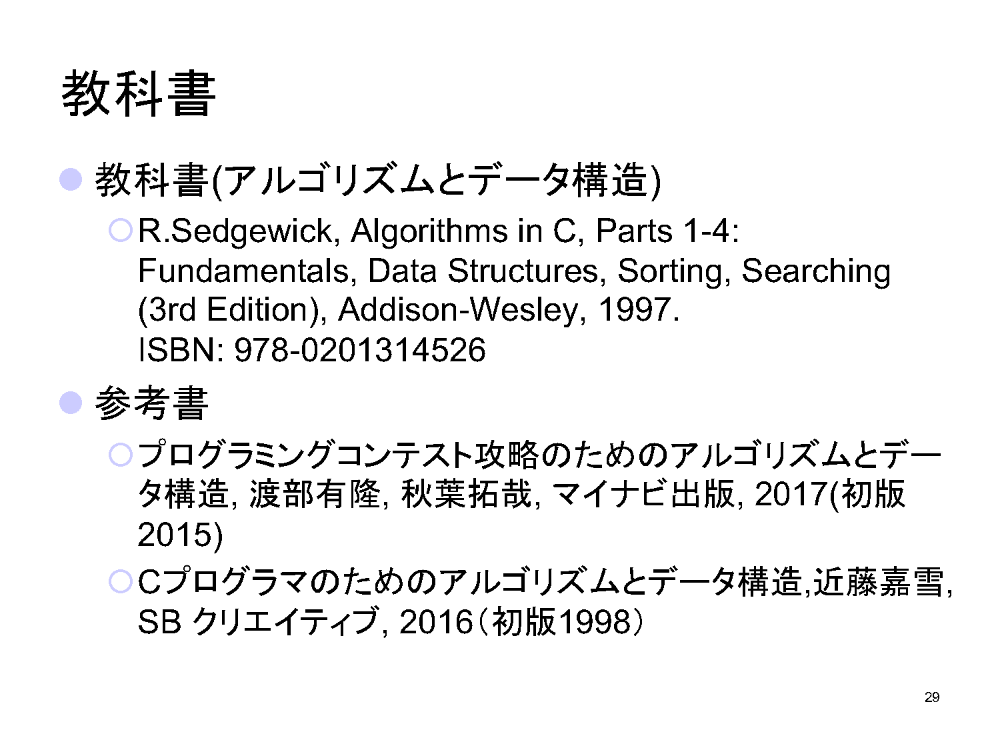 教科書
● 教科書(アルゴリズムとデータ構造)
○R.Sedgewick, Algorithms in C, Parts 1-4:
Fundamentals, Data Structures, Sorting, Searching
(3rd Edition), Addison-Wesley, 1997.
ISBN: 978-0201314526
● 参考書
○プログラミングコンテスト攻略のためのアルゴリズムとデー
タ構造, 渡部有隆, 秋葉拓哉, マイナビ出版, 2017(初版
2015)
○Cプログラマのためのアルゴリズムとデータ構造,近藤嘉雪,
SB クリエイティブ, 2016（初版1998）
29